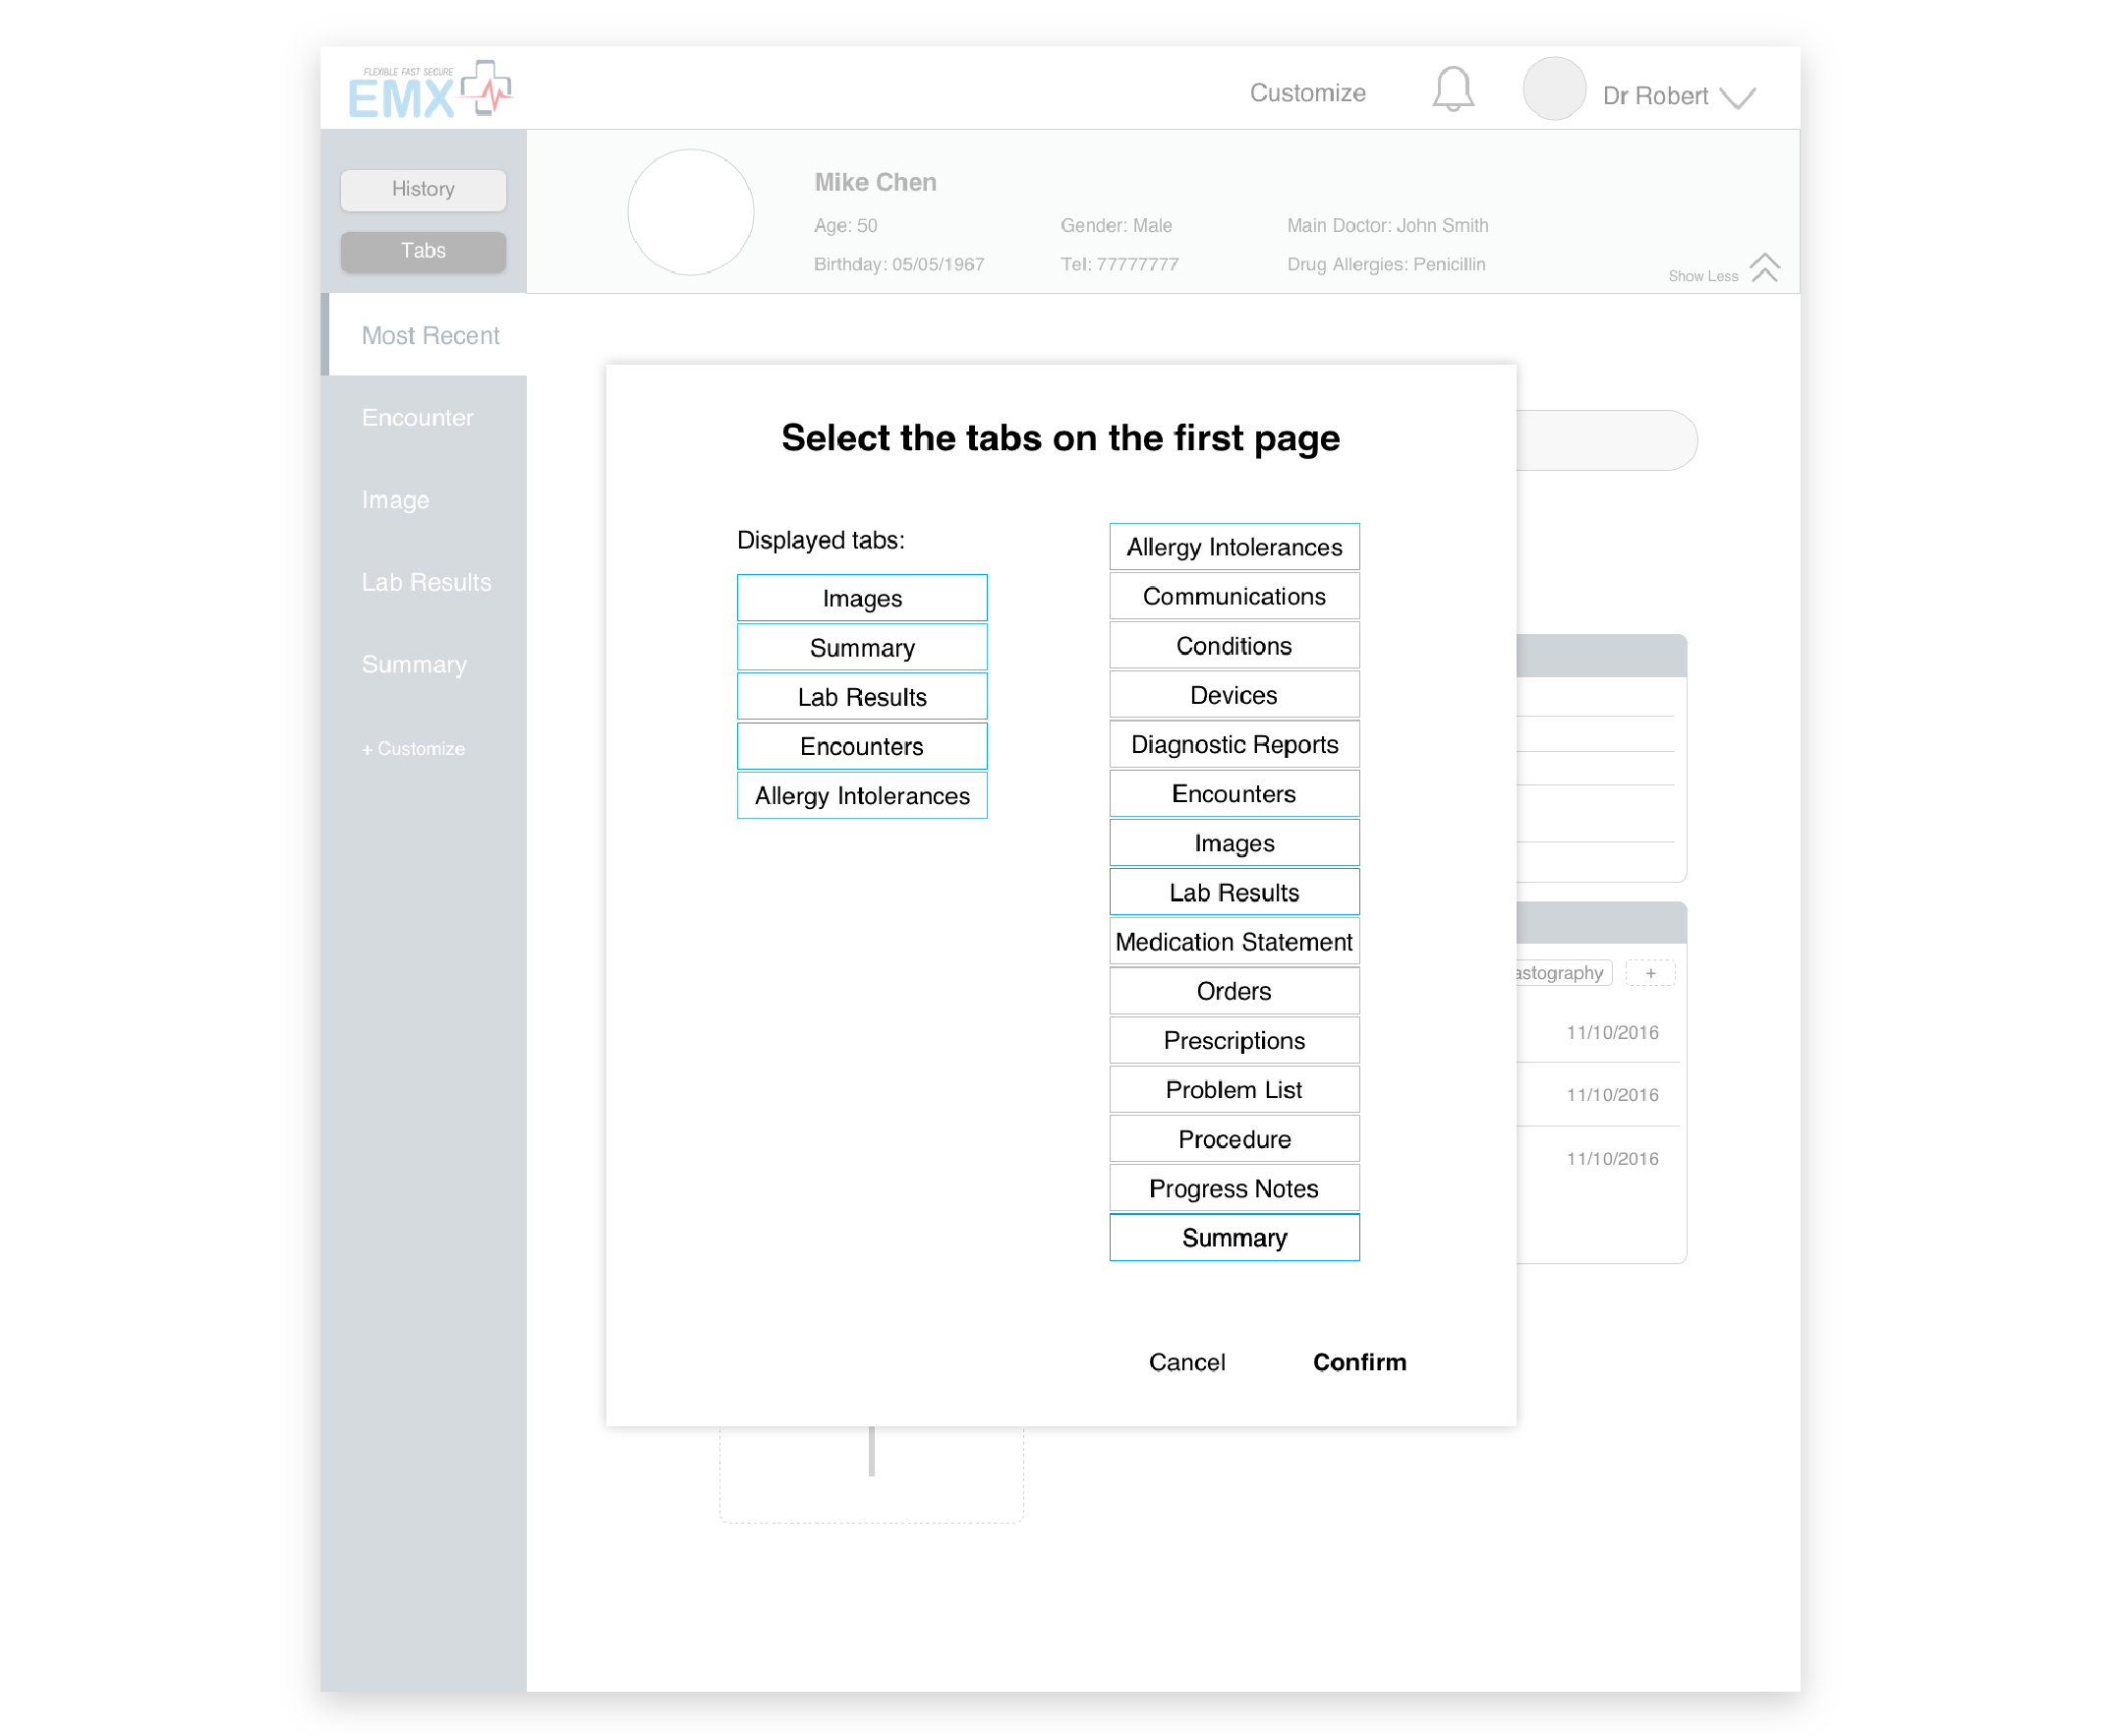 FLEXIBLE FAST SEICURE
EMX
Customize
Dr Robert
History
Tabs
Mike Chen
Age: 50 Gender: Male Main Doctor: John Smith
Birthday: 05/05/1967 Tel: 77777777 Drug Allergies: Penicillin
Show Less
Most Recent
Encounter
Image
Lab Results
Summary
+ Customize
Select the tabs on the first page
Displayed tabs:
Images
Summary
Lab Results
Encounters
Allergy Intolerances
Allergy Intolerances
Communications
Conditions
Devices
Diagnostic Reports
Encounters
Images
Lab Results
Medication Statement
Orders
Prescriptions
Problem List
Procedure
Progress Notes
Summary
Cancel Confirm
astography +
11/10/2016
11/10/2016
11/10/2016